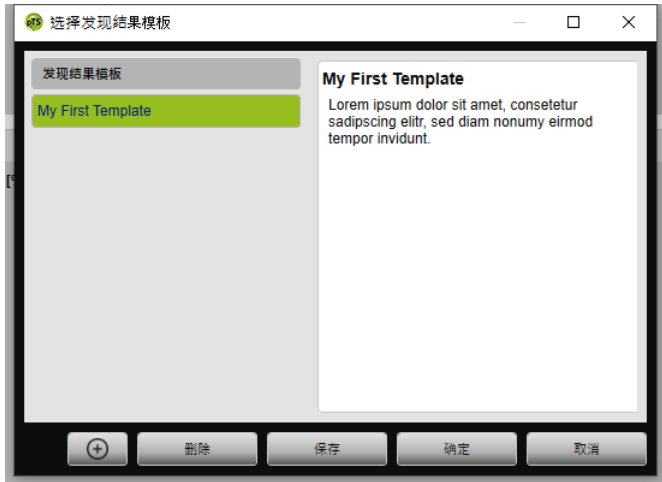 pTS 选择发现结果模板
发现结果模板
My First Template
My First Template
Lorem ipsum dolor sit amet, consetetur
sadipscing elitr, sed diam nonumy eirmod
tempor invidunt.
删除
保存
确定
取消